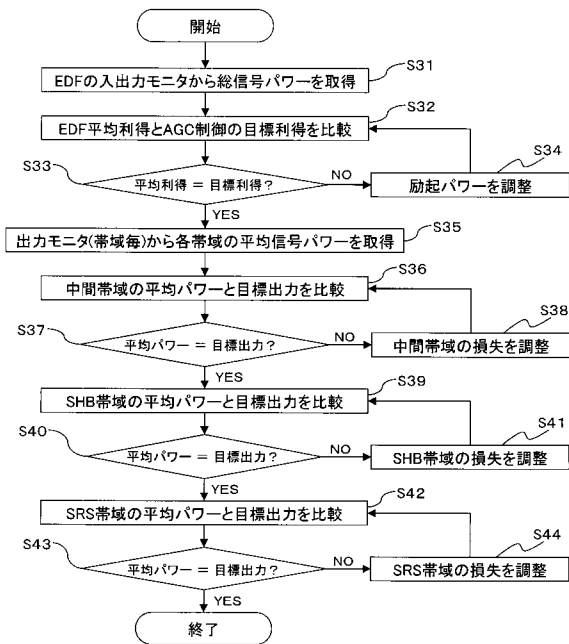 開始
EDFの入出力モニタから総信号パワーを取得
S31
EDF平均利得とAGC制御の目標利得を比較
S32
S33
平均利得 = 目標利得?
NO
S34
励起パワーを調整
YES
出力モニタ(帯域毎)から各帯域の平均信号パワーを取得
S35
中間帯域の平均パワーと目標出力を比較
S36
S37
平均パワー = 目標出力?
NO
S38
中間帯域の損失を調整
YES
SHB帯域の平均パワーと目標出力を比較
S39
S40
平均パワー = 目標出力?
NO
S41
SHB帯域の損失を調整
YES
SRS帯域の平均パワーと目標出力を比較
S42
S43
平均パワー = 目標出力?
NO
S44
SRS帯域の損失を調整
YES
終了